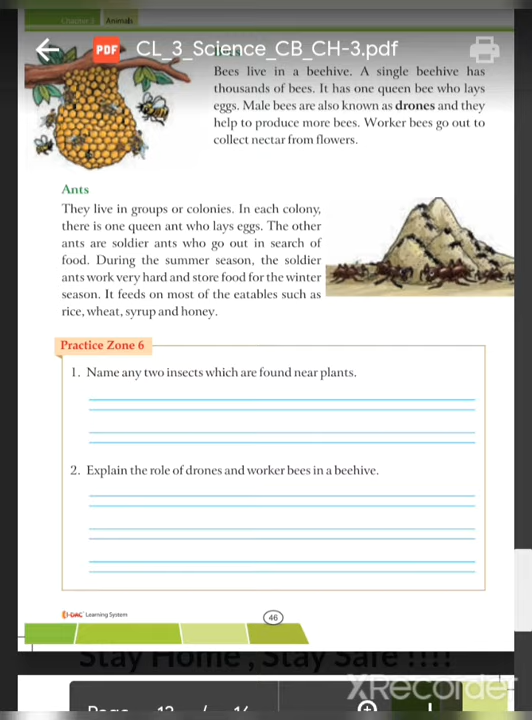 Chapter-3 Animals
PDF CL_3_Science_CB_CH-3.pdf
Bees live in a beehive. A single beehive has
thousands of bees. It has one queen bee who lays
eggs. Male bees are also known as drones and they
help to produce more bees. Worker bees go out to
collect nectar from flowers.
Ants
They live in groups or colonies. In each colony,
there is one queen ant who lays eggs. The other
ants are soldier ants who go out in search of
food. During the summer season, the soldier
ants work very hard and store food for the winter
season. It feeds on most of the eatables such as
rice, wheat, syrup and honey.
Practice Zone 6
1. Name any two insects which are found near plants.
2. Explain the role of drones and worker bees in a beehive.
Learning System
46
Stay Home , Stay Safe !!!!
XRecorder
Page 12 /